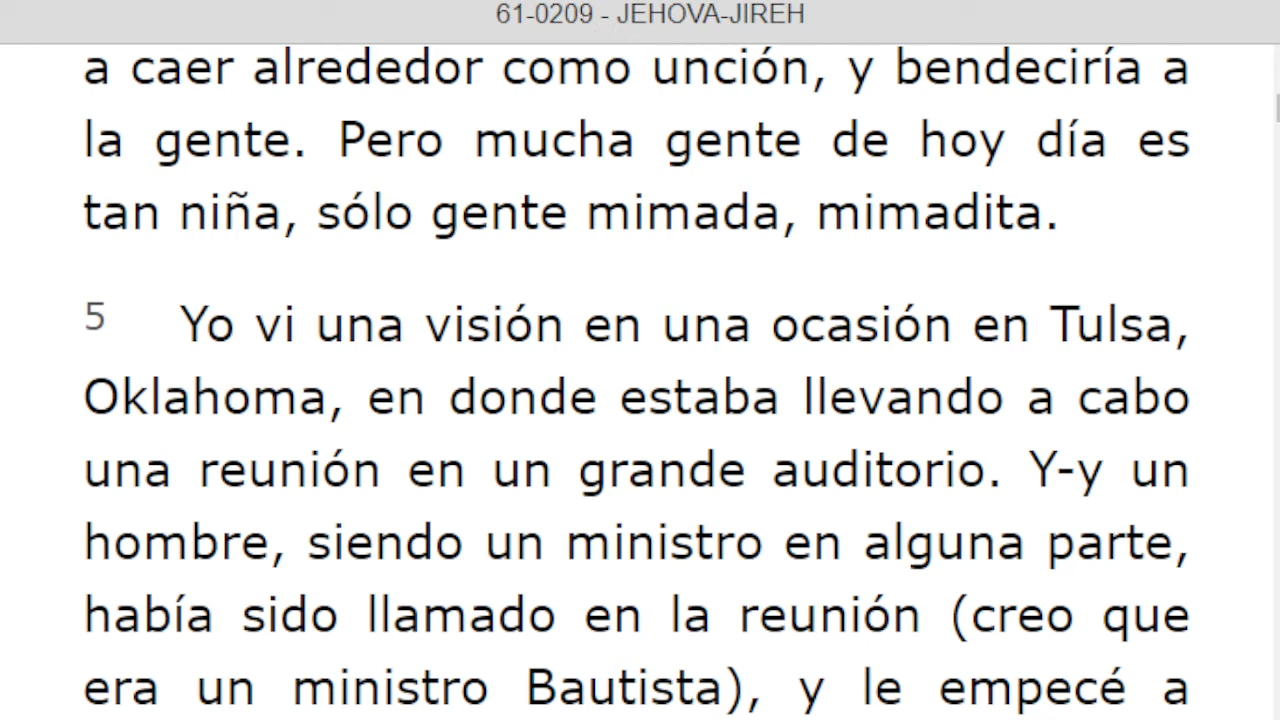 61-0209 - JEHOVA-JIREH
a caer alrededor como unción, y bendeciría a
la gente. Pero mucha gente de hoy día es
tan niña, sólo gente mimada, mimadita.
5 Yo vi una visión en una ocasión en Tulsa,
Oklahoma, en donde estaba llevando a cabo
una reunión en un grande auditorio. Y-y un
hombre, siendo un ministro en alguna parte,
había sido llamado en la reunión (creo que
era un ministro Bautista), y le empecé a